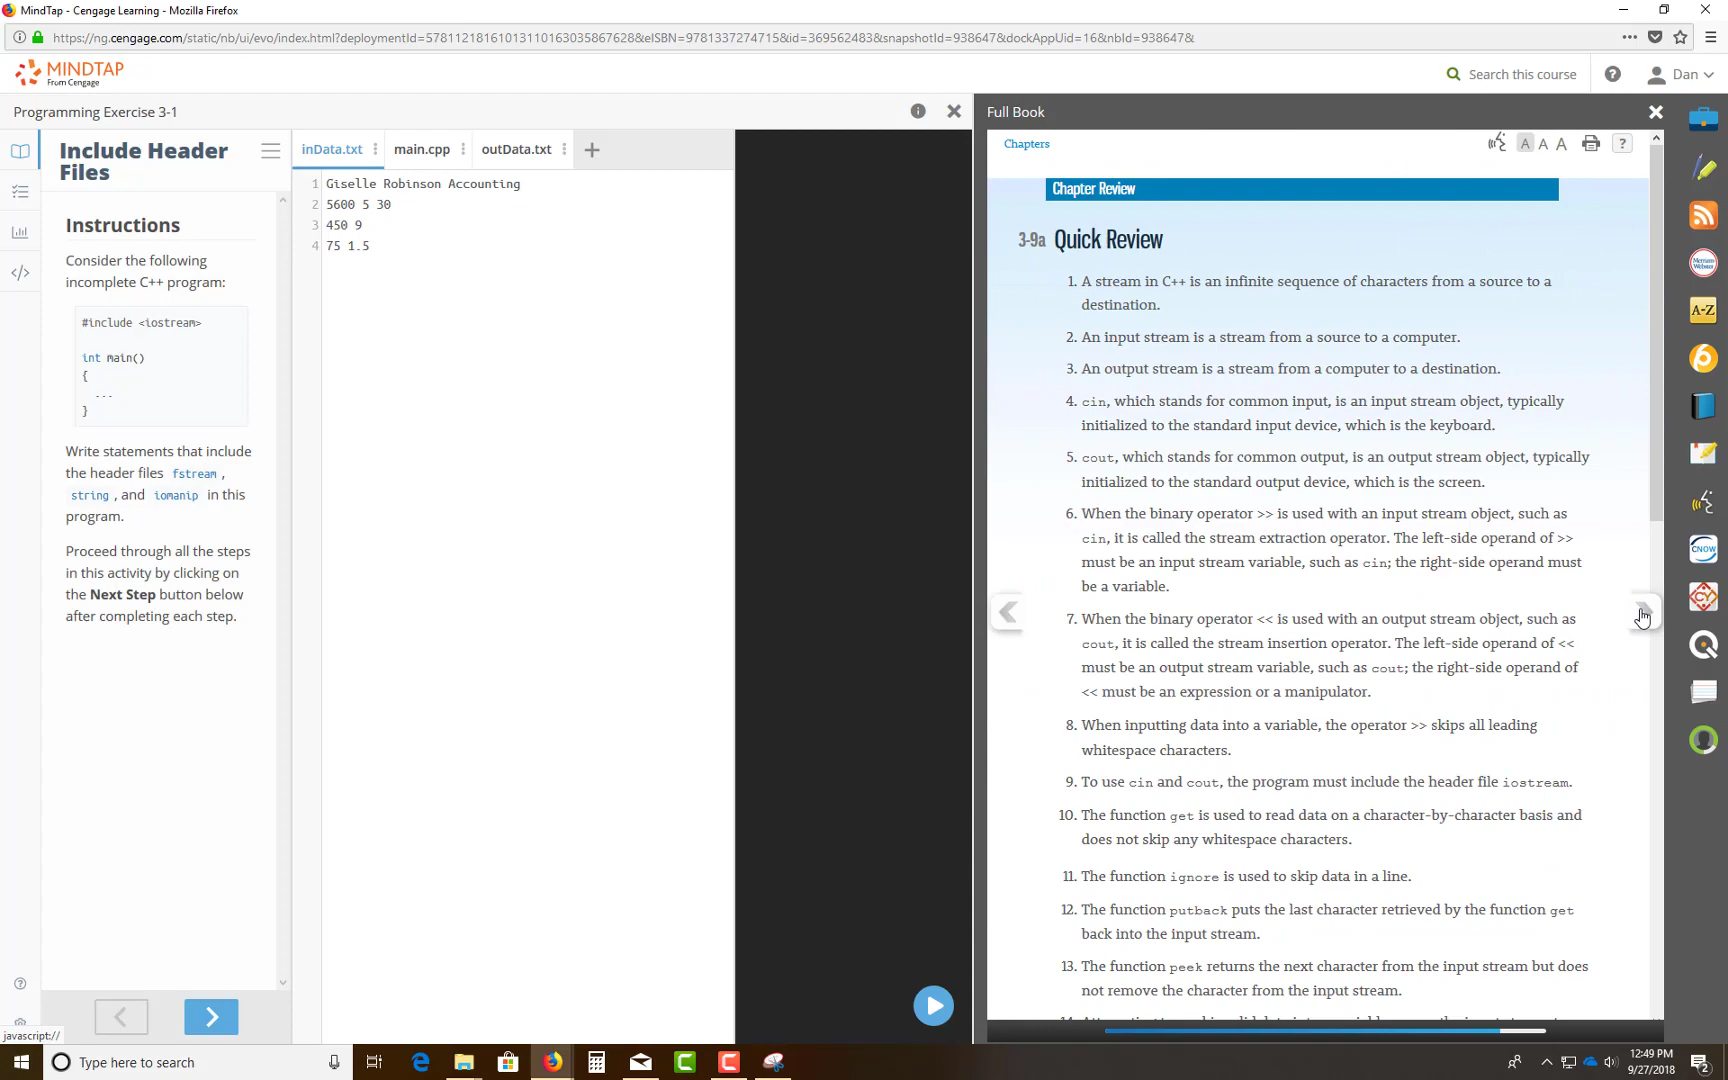 MindTap - Cengage Learning - Mozilla Firefox
https://ng.cengage.com/static/nb/ui/evo/index.html?deploymentId=57811218161013110163035867628&eISBN=9781337274715&id=369562483&snapshotId=938647&dockAppUid=16&nbId=938647&
MINDTAP
From Cengage
Search this course
Dan
Programming Exercise 3-1
Full Book
Include Header
Files
Instructions
Consider the following
incomplete C++ program:
#include <iostream>
int main()
{
...
}
Write statements that include
the header files fstream,
string, and iomanip in this
program.
Proceed through all the steps
in this activity by clicking on
the Next Step button below
after completing each step.
inData.txt
main.cpp
outData.txt
1 Giselle Robinson Accounting
2 5600 5 30
3 450 9
4 75 1.5
Chapters
A A A
?
Chapter Review
3-9a Quick Review
1. A stream in C++ is an infinite sequence of characters from a source to a
destination.
2. An input stream is a stream from a source to a computer.
3. An output stream is a stream from a computer to a destination.
4. cin, which stands for common input, is an input stream object, typically
initialized to the standard input device, which is the keyboard.
5. cout, which stands for common output, is an output stream object, typically
initialized to the standard output device, which is the screen.
6. When the binary operator >> is used with an input stream object, such as
cin, it is called the stream extraction operator. The left-side operand of >>
must be an input stream variable, such as cin; the right-side operand must
be a variable.
7. When the binary operator << is used with an output stream object, such as
cout, it is called the stream insertion operator. The left-side operand of <<
must be an output stream variable, such as cout; the right-side operand of
<< must be an expression or a manipulator.
8. When inputting data into a variable, the operator >> skips all leading
whitespace characters.
9. To use cin and cout, the program must include the header file iostream.
10. The function get is used to read data on a character-by-character basis and
does not skip any whitespace characters.
11. The function ignore is used to skip data in a line.
12. The function putback puts the last character retrieved by the function get
back into the input stream.
13. The function peek returns the next character from the input stream but does
not remove the character from the input stream.
A-Z
CNOW
CY
javascript://
Type here to search
12:49 PM
9/27/2018
2